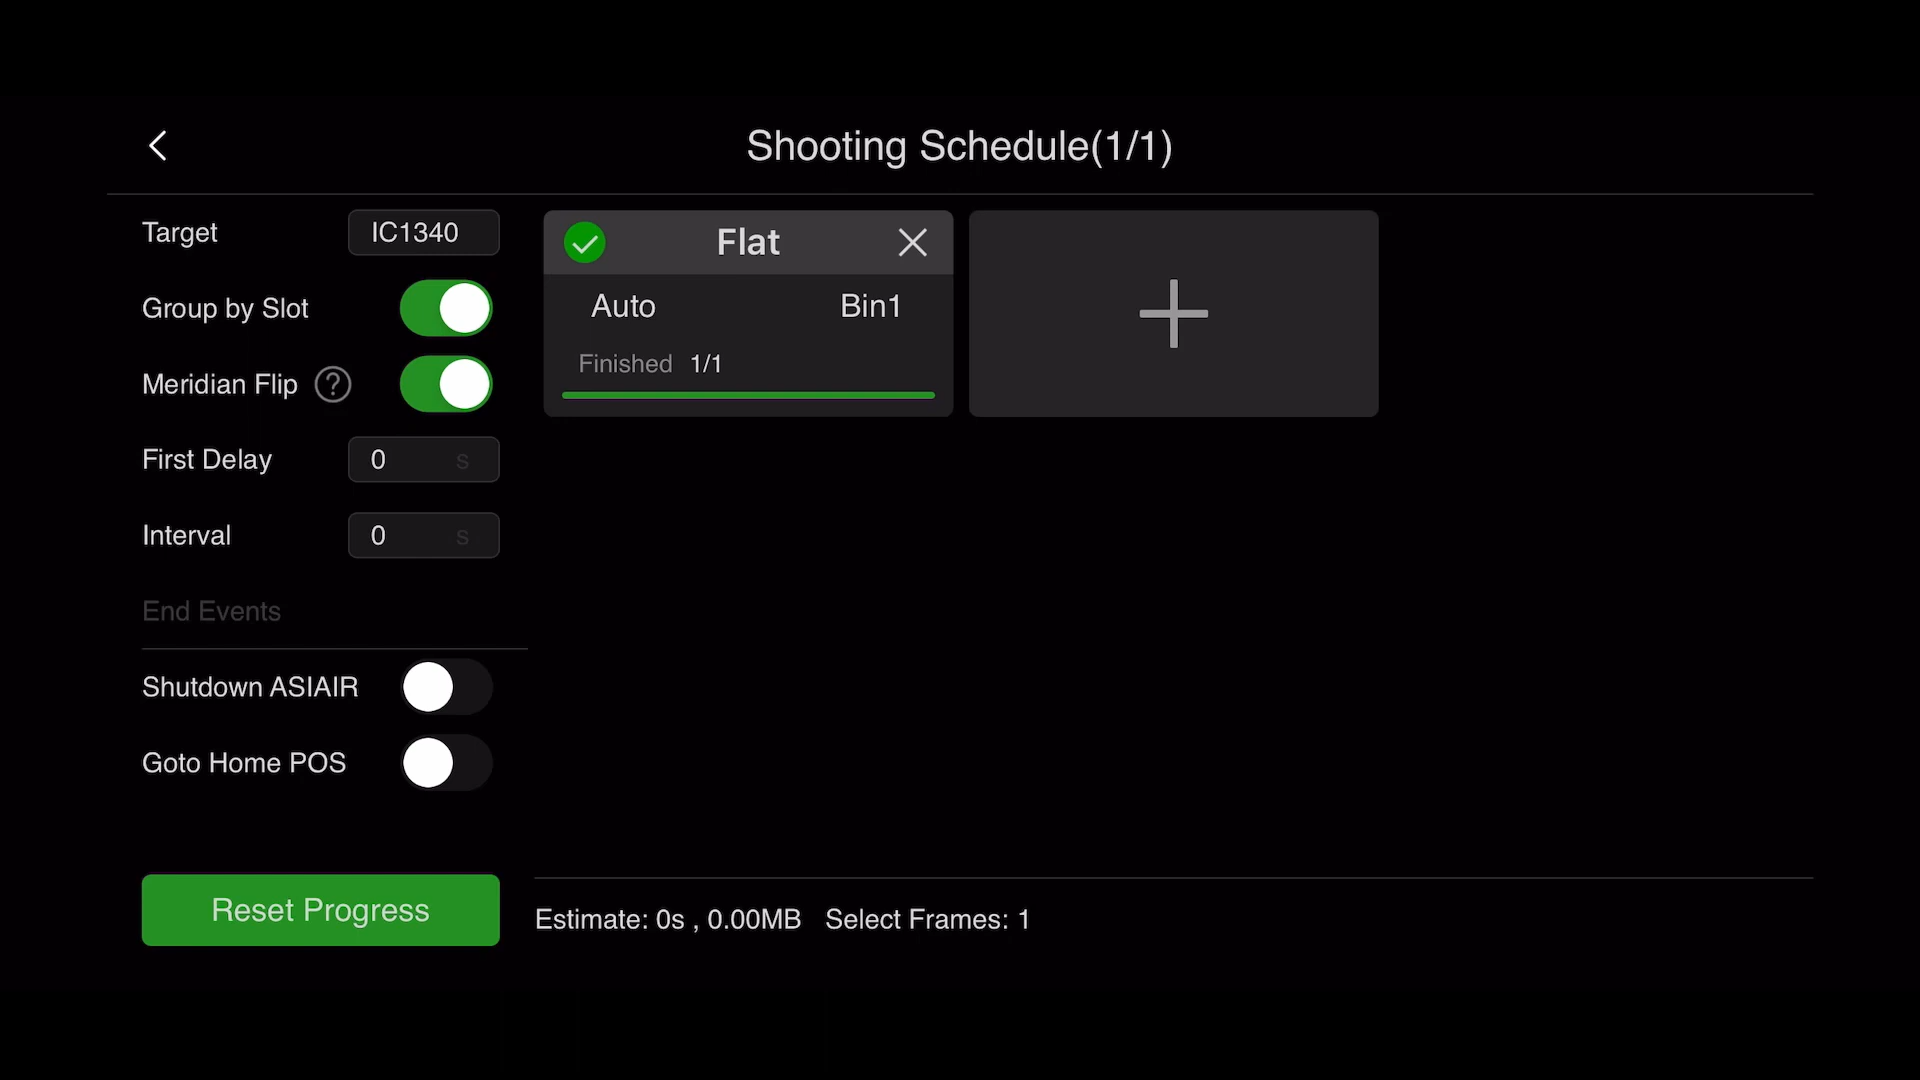 Shooting Schedule(1/1)
Target IC1340
Group by Slot
Meridian Flip ?
First Delay 0 s
Interval 0 s
End Events
Shutdown ASIAIR
Goto Home POS
Reset Progress
Flat
Auto Bin1
Finished 1/1
Estimate: 0s , 0.00MB Select Frames: 1